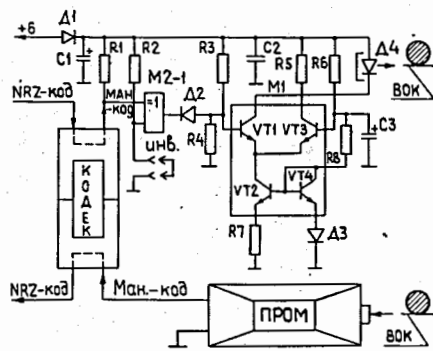 +6 Д1
C1 + R1 R2 R3 C2 R5 R6 Д4
М2-1 М1 ВОК
NRZ-код МАН-КОД =1 Д2
VT1 VT3
R4 C3 +
ИНВ. R8
КОДЕК
VT2 VT4
R7 Д3
NRZ-код Ман.-код
ПРОМ
ВОК